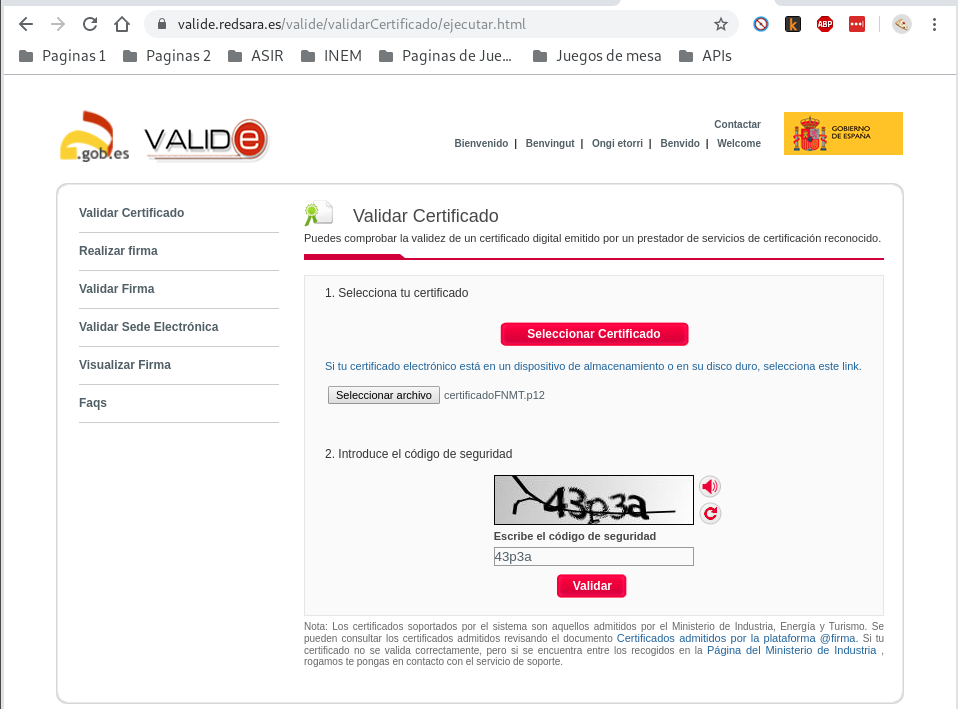 valide.redsara.es/valide/validarCertificado/ejecutar.html
ABP
Paginas 1 Paginas 2 ASIR INEM Paginas de Jue... Juegos de mesa APIs
.gob.es VALIDe
Contactar
Bienvenido | Benvingut | Ongi etorri | Benvido | Welcome
GOBIERNO
DE ESPAÑA
Validar Certificado
Realizar firma
Validar Firma
Validar Sede Electrónica
Visualizar Firma
Faqs
Validar Certificado
Puedes comprobar la validez de un certificado digital emitido por un prestador de servicios de certificación reconocido.
1. Selecciona tu certificado
Seleccionar Certificado
Si tu certificado electrónico está en un dispositivo de almacenamiento o en su disco duro, selecciona este link.
Seleccionar archivo certificadoFNMT.p12
2. Introduce el código de seguridad
43p3a
Escribe el código de seguridad
43p3a
Validar
Nota: Los certificados soportados por el sistema son aquellos admitidos por el Ministerio de Industria, Energía y Turismo. Se
pueden consultar los certificados admitidos revisando el documento Certificados admitidos por la plataforma @firma. Si tu
certificado no se valida correctamente, pero si se encuentra entre los recogidos en la Página del Ministerio de Industria ,
rogamos te pongas en contacto con el servicio de soporte.